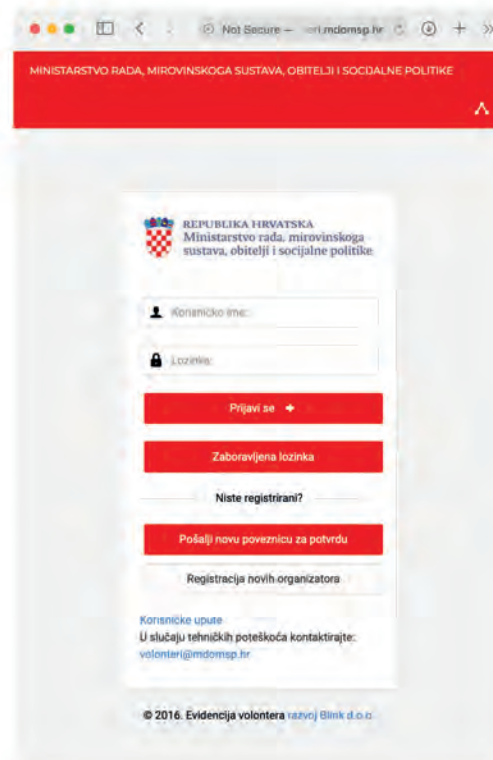 Not Secure — mdomsp.hr
MINISTARSTVO RADA, MIROVINSKOGA SUSTAVA, OBITELJI I SOCIJALNE POLITIKE
REPUBLIKA HRVATSKA
Ministarstvo rada, mirovinskoga
sustava, obitelji i socijalne politike
Korisničko ime:
Lozinka:
Prijavi se
Zaboravljena lozinka
Niste registrirani?
Pošalji novu poveznicu za potvrdu
Registracija novih organizatora
Korisničke upute
U slučaju tehničkih poteškoća kontaktirajte:
volonteri@mdomsp.hr
© 2016. Evidencija volontera razvoj Blink d.o.o.